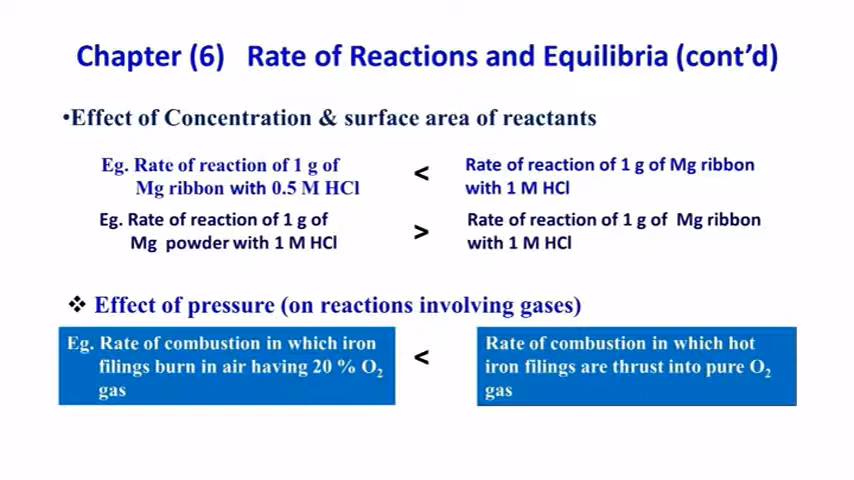 Chapter (6) Rate of Reactions and Equilibria (cont’d)
•Effect of Concentration & surface area of reactants
Eg. Rate of reaction of 1 g of
Mg ribbon with 0.5 M HCl
<
Rate of reaction of 1 g of Mg ribbon
with 1 M HCl
Eg. Rate of reaction of 1 g of
Mg powder with 1 M HCl
>
Rate of reaction of 1 g of Mg ribbon
with 1 M HCl
❖ Effect of pressure (on reactions involving gases)
Eg. Rate of combustion in which iron
filings burn in air having 20 % O₂
gas
<
Rate of combustion in which hot
iron filings are thrust into pure O₂
gas